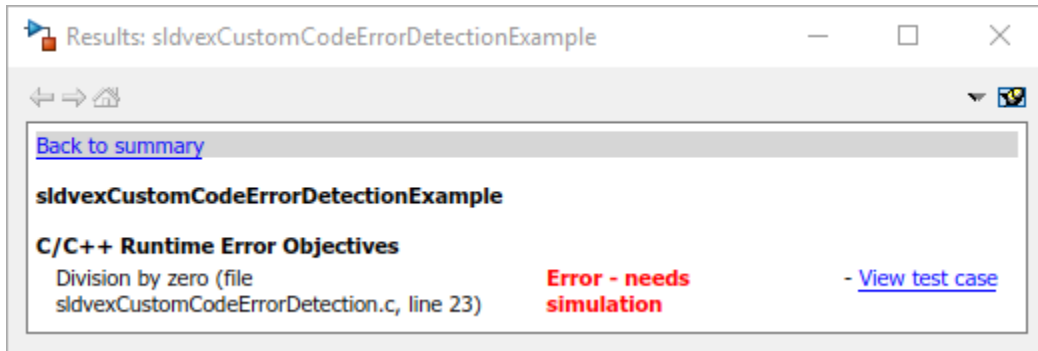 Results: sldvexCustomCodeErrorDetectionExample
Back to summary
sldvexCustomCodeErrorDetectionExample
C/C++ Runtime Error Objectives
Division by zero (file Error - needs - View test case
sldvexCustomCodeErrorDetection.c, line 23) simulation